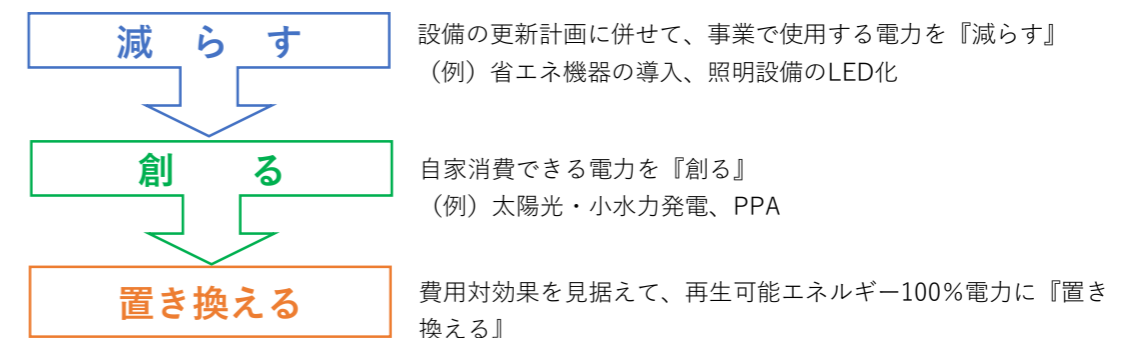 減らす
設備の更新計画に併せて、事業で使用する電力を『減らす』
（例）省エネ機器の導入、照明設備のLED化
創る
自家消費できる電力を『創る』
（例）太陽光・小水力発電、PPA
置き換える
費用対効果を見据えて、再生可能エネルギー100%電力に『置き
換える』